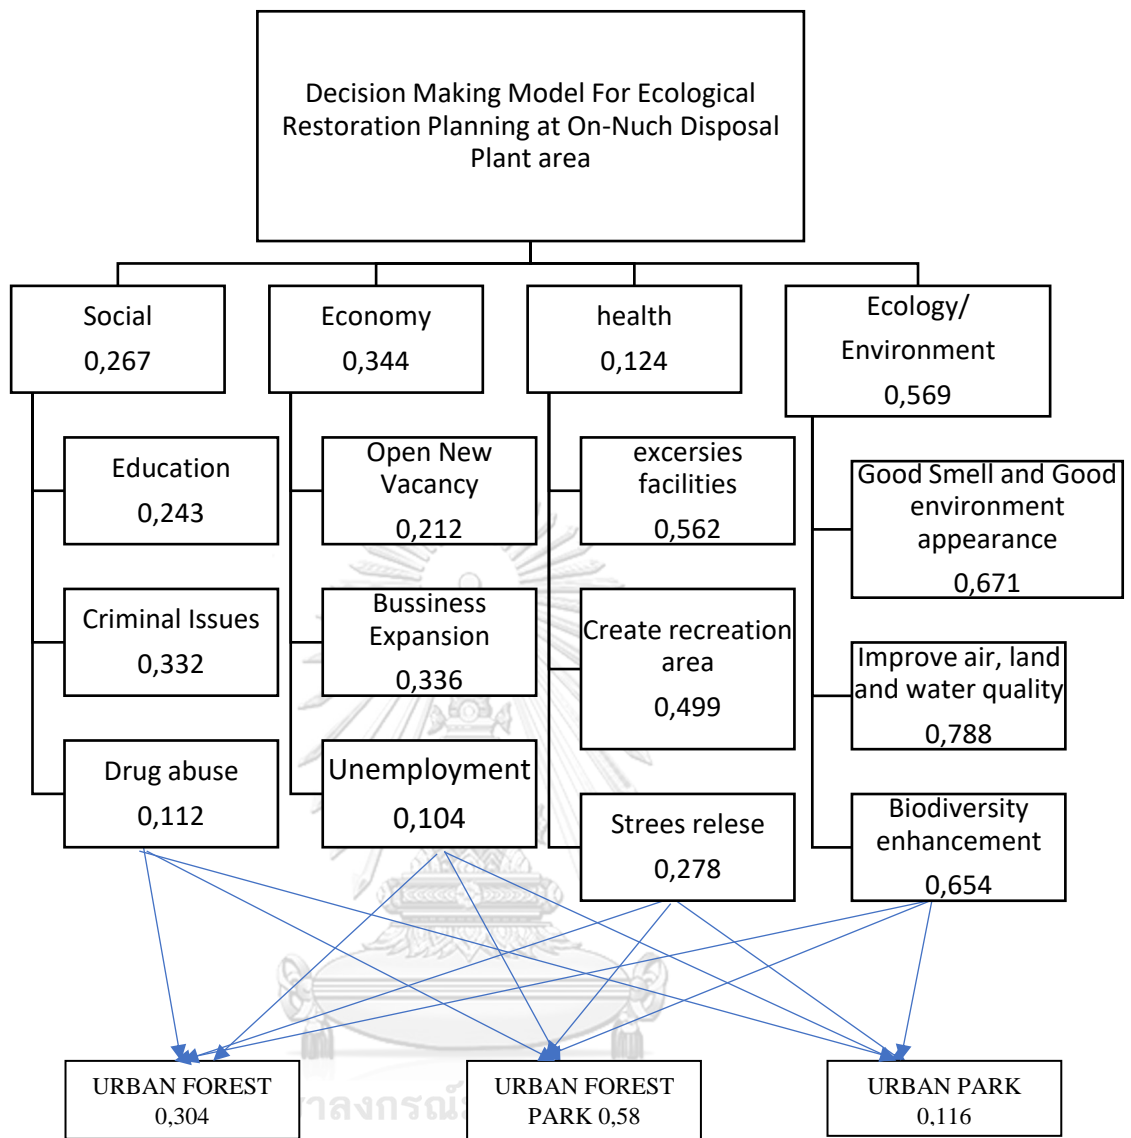 Decision Making Model For Ecological
Restoration Planning at On-Nuch Disposal
Plant area
Social
0,267
Economy
0,344
health
0,124
Ecology/
Environment
0,569
Education
0,243
Criminal Issues
0,332
Drug abuse
0,112
Open New
Vacancy
0,212
Bussiness
Expansion
0,336
Unemployment
0,104
excersies
facilities
0,562
Create recreation
area
0,499
Strees relese
0,278
Good Smell and Good
environment
appearance
0,671
Improve air, land
and water quality
0,788
Biodiversity
enhancement
0,654
URBAN FOREST
0,304
URBAN FOREST
PARK 0,58
URBAN PARK
0,116